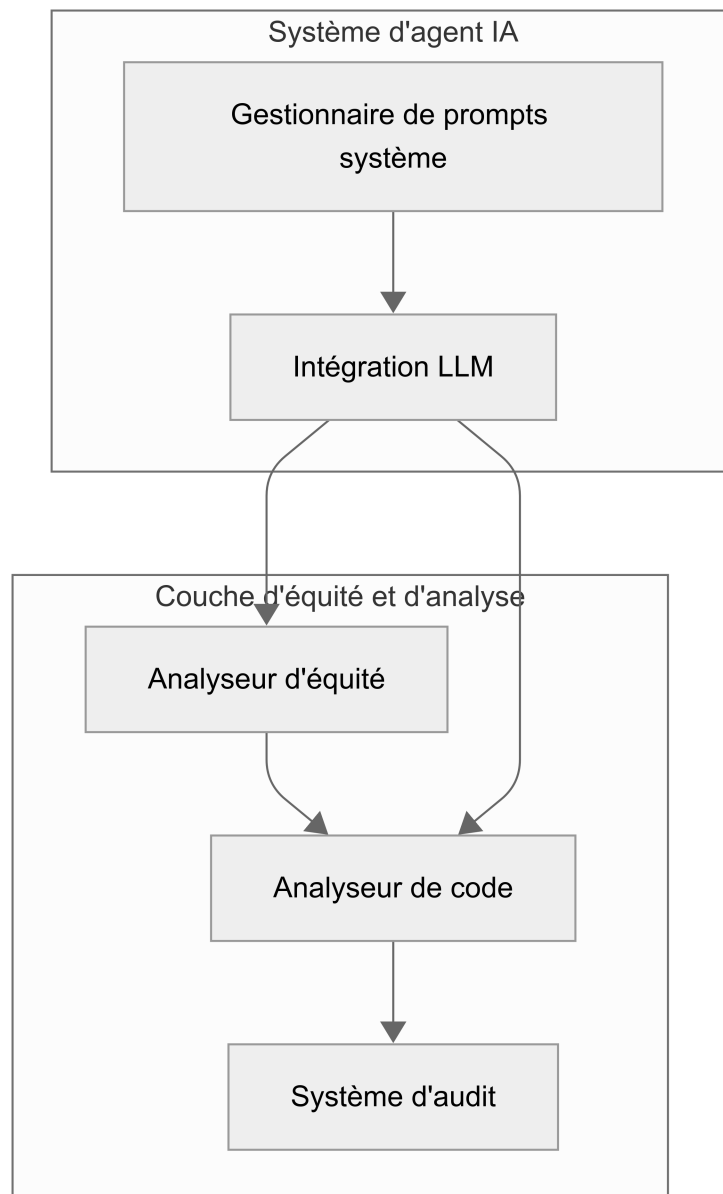 Système d'agent IA
Gestionnaire de prompts
système
Intégration LLM
Couche d'équité et d'analyse
Analyseur d'équité
Analyseur de code
Système d'audit